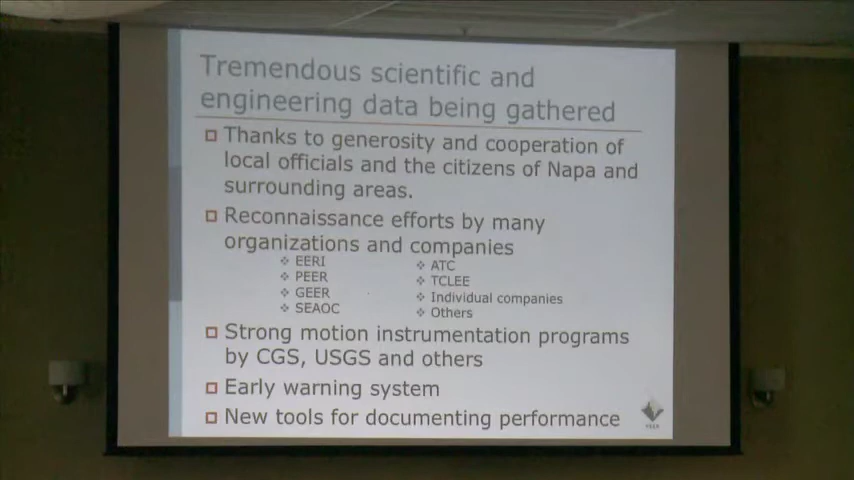 Tremendous scientific and
engineering data being gathered
Thanks to generosity and cooperation of
local officials and the citizens of Napa and
surrounding areas.
Reconnaissance efforts by many
organizations and companies
EERI
PEER
GEER
SEAOC
ATC
TCLEE
Individual companies
Others
Strong motion instrumentation programs
by CGS, USGS and others
Early warning system
New tools for documenting performance
PEER